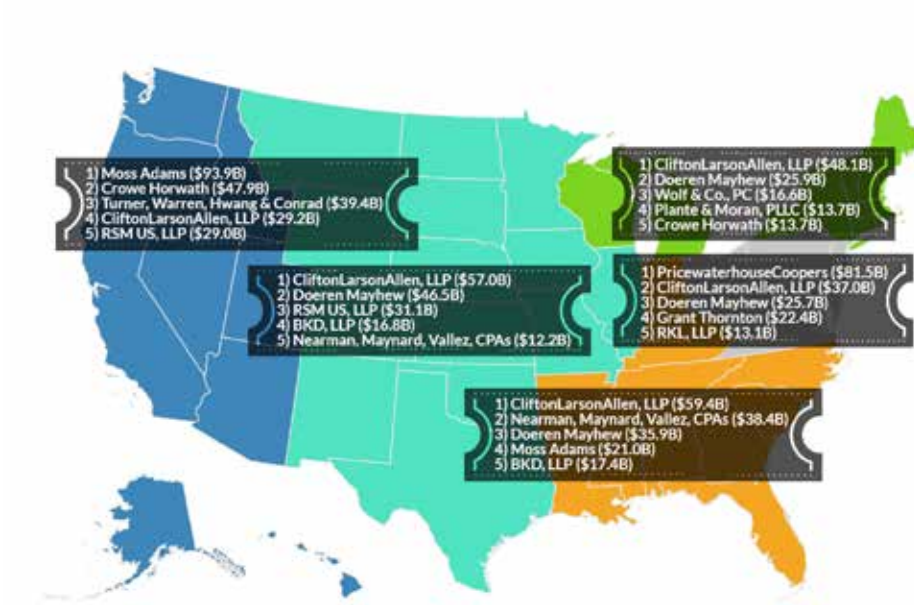 1) Moss Adams ($93.9B)
2) Crowe Horwath ($47.9B)
3) Turner, Warren, Hwang & Conrad ($39.4B)
4) CliftonLarsonAllen, LLP ($29.2B)
5) RSM US, LLP ($29.0B)
1) CliftonLarsonAllen, LLP ($48.1B)
2) Doeren Mayhew ($25.9B)
3) Wolf & Co., PC ($16.6B)
4) Plante & Moran, PLLC ($13.7B)
5) Crowe Horwath ($13.7B)
1) CliftonLarsonAllen, LLP ($57.0B)
2) Doeren Mayhew ($46.5B)
3) RSM US, LLP ($31.1B)
4) BKD, LLP ($16.8B)
5) Nearman, Maynard, Vallez, CPAs ($12.2B)
1) PricewaterhouseCoopers ($81.5B)
2) CliftonLarsonAllen, LLP ($37.0B)
3) Doeren Mayhew ($25.7B)
4) Grant Thornton ($22.4B)
5) RKL, LLP ($13.1B)
1) CliftonLarsonAllen, LLP ($59.4B)
2) Nearman, Maynard, Vallez, CPAs ($38.4B)
3) Doeren Mayhew ($35.9B)
4) Moss Adams ($21.0B)
5) BKD, LLP ($17.4B)